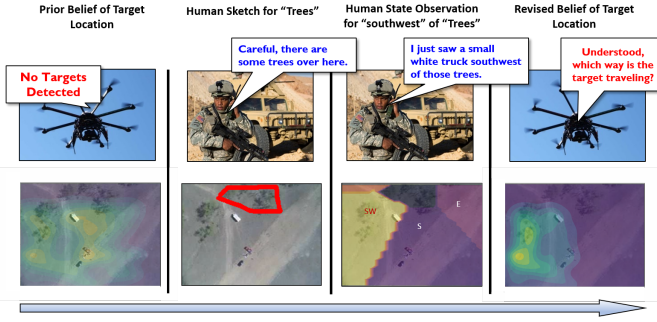 Prior Belief of Target
Location
Human Sketch for "Trees"
Human State Observation
for "southwest" of "Trees"
Revised Belief of Target
Location
No Targets
Detected
Careful, there are
some trees over here.
I just saw a small
white truck southwest
of those trees.
Understood,
which way is the
target traveling?
SW
S
E